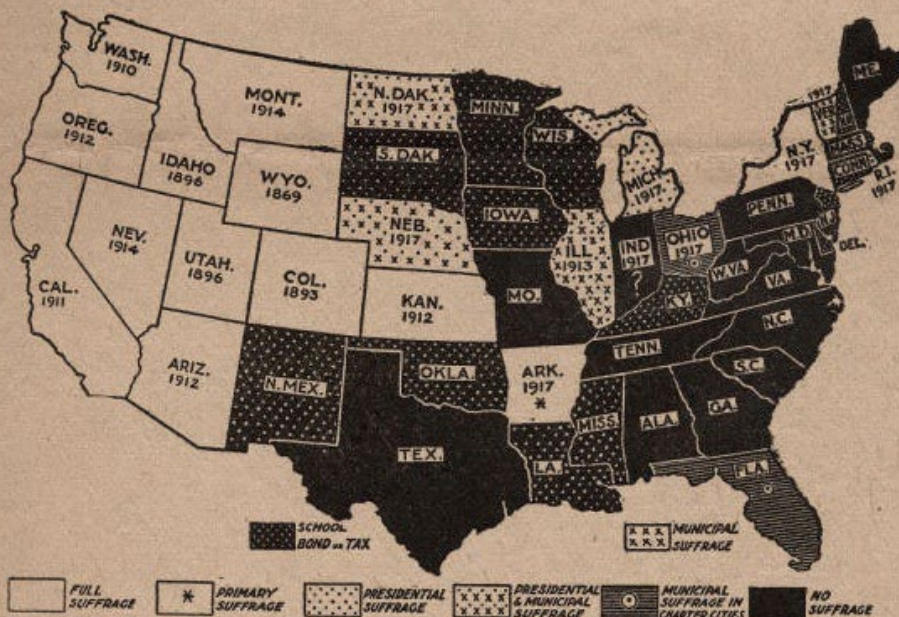 WASH.
1910
OREG.
1912
CAL.
1911
IDAHO
1896
NEV.
1914
UTAH.
1896
ARIZ.
1912
MONT.
1914
WYO.
1869
COL.
1893
N. MEX.
N. DAK.
1917
S. DAK.
NEB.
1917
KAN.
1912
OKLA.
TEX.
MINN.
IOWA.
MO.
ARK.
1917
*
LA.
WIS.
ILL
1913
MICH.
1917.
IND
1917
OHIO
1917
KY.
TENN.
MISS.
ALA.
GA.
FLA.
S.C.
N.C.
VA.
W.VA.
M.D.
DEL.
PENN.
N.J.
N.Y.
1917
1917
ME.
MASS.
CONN.
R.I.
1917
SCHOOL
BOND OR TAX
MUNICIPAL
SUFFRAGE
FULL
SUFFRAGE
* PRIMARY
SUFFRAGE
PRESIDENTIAL
SUFFRAGE
PRESIDENTIAL
& MUNICIPAL
SUFFRAGE
MUNICIPAL
SUFFRAGE IN
CHARTER CITIES
NO
SUFFRAGE